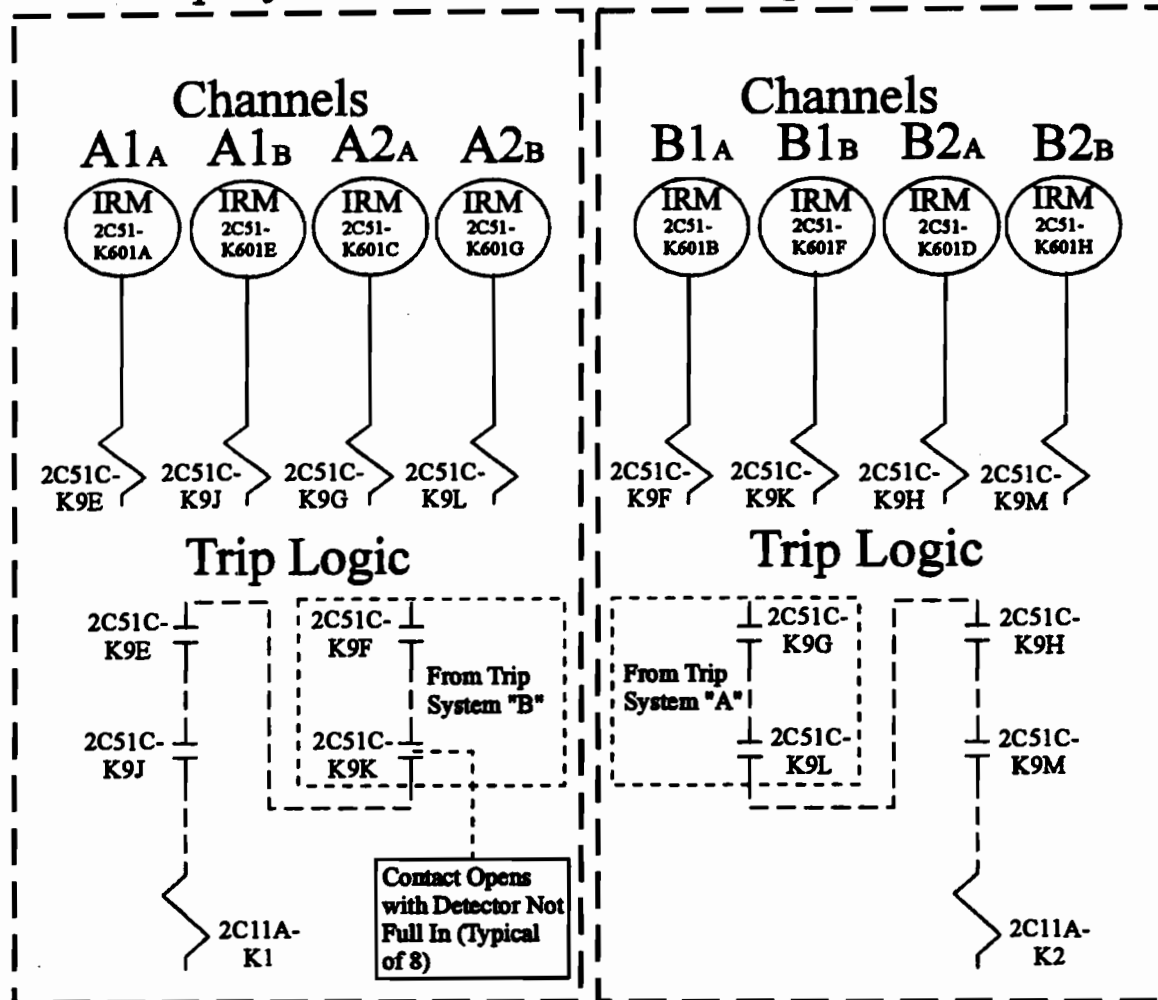 Channels
A1A A1B A2A A2B
IRM
2C51-
K601A
IRM
2C51-
K601E
IRM
2C51-
K601C
IRM
2C51-
K601G
2C51C-
K9E
2C51C-
K9J
2C51C-
K9G
2C51C-
K9L
Trip Logic
2C51C-
K9E
2C51C-
K9J
2C51C-
K9F
From Trip
System "B"
2C51C-
K9K
Contact Opens
with Detector Not
Full In (Typical
of 8)
2C11A-
K1
Channels
B1A B1B B2A B2B
IRM
2C51-
K601B
IRM
2C51-
K601F
IRM
2C51-
K601D
IRM
2C51-
K601H
2C51C-
K9F
2C51C-
K9K
2C51C-
K9H
2C51C-
K9M
Trip Logic
2C51C-
K9G
From Trip
System "A"
2C51C-
K9L
2C51C-
K9H
2C51C-
K9M
2C11A-
K2